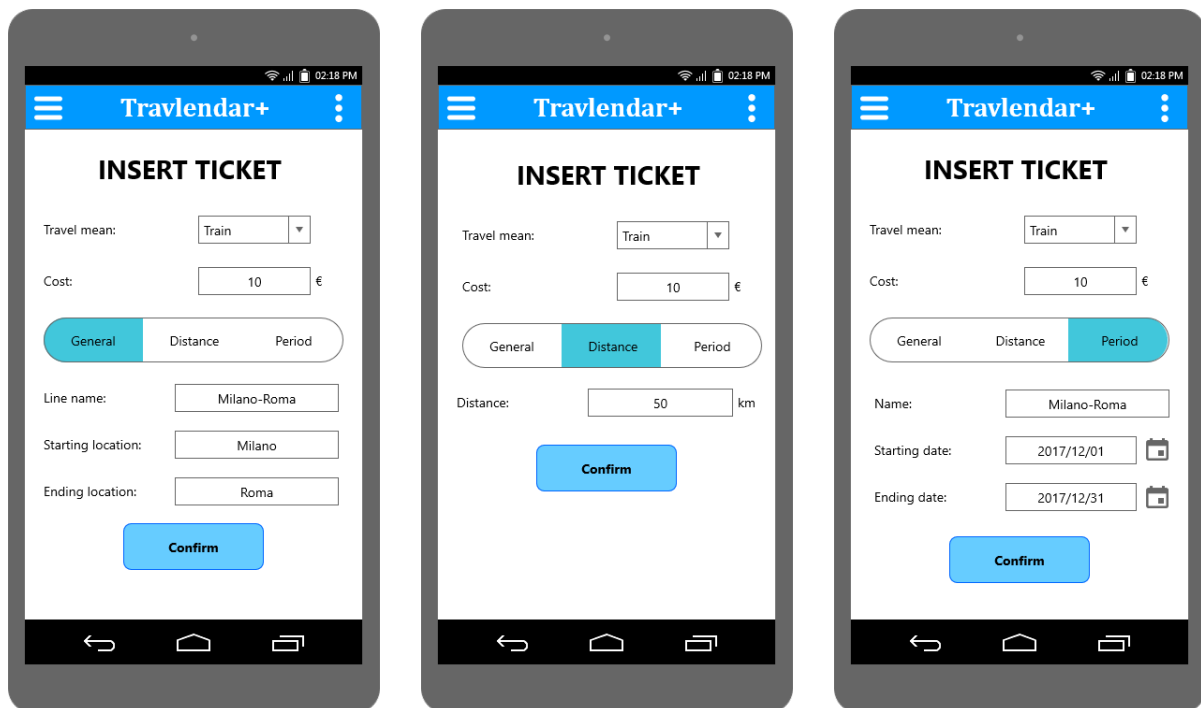 02:18 PM
Travlendar+
INSERT TICKET
Travel mean: Train
Cost: 10 €
General Distance Period
Line name: Milano-Roma
Starting location: Milano
Ending location: Roma
Confirm
02:18 PM
Travlendar+
INSERT TICKET
Travel mean: Train
Cost: 10 €
General Distance Period
Distance: 50 km
Confirm
02:18 PM
Travlendar+
INSERT TICKET
Travel mean: Train
Cost: 10 €
General Distance Period
Name: Milano-Roma
Starting date: 2017/12/01
Ending date: 2017/12/31
Confirm